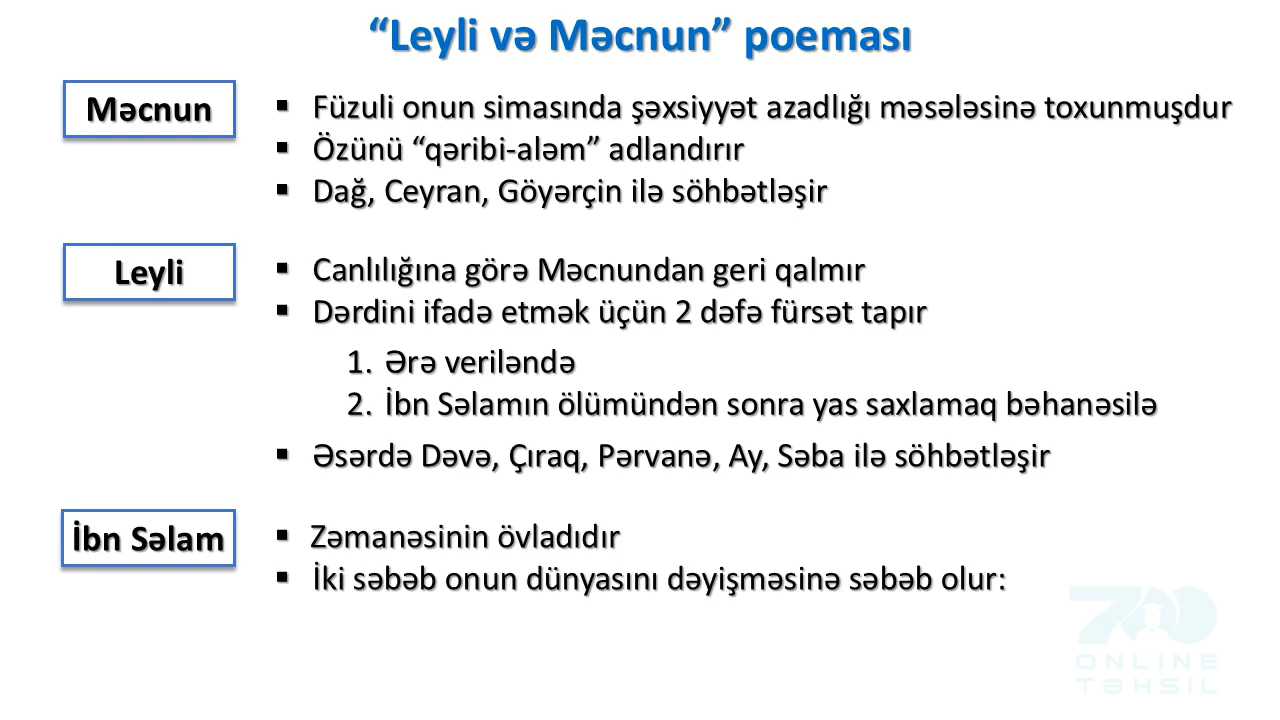 “Leyli və Məcnun” poeması
Məcnun
▪ Füzuli onun simasında şəxsiyyət azadlığı məsələsinə toxunmuşdur
▪ Özünü “qəribi-aləm” adlandırır
▪ Dağ, Ceyran, Göyərçin ilə söhbətləşir
Leyli
▪ Canlılığına görə Məcnundan geri qalmır
▪ Dərdini ifadə etmək üçün 2 dəfə fürsət tapır
1. Ərə veriləndə
2. İbn Səlamın ölümündən sonra yas saxlamaq bəhanəsilə
▪ Əsərdə Dəvə, Çıraq, Pərvanə, Ay, Səba ilə söhbətləşir
İbn Səlam
▪ Zəmanəsinin övladıdır
▪ İki səbəb onun dünyasını dəyişməsinə səbəb olur:
700
ONLINE
TƏHSİL